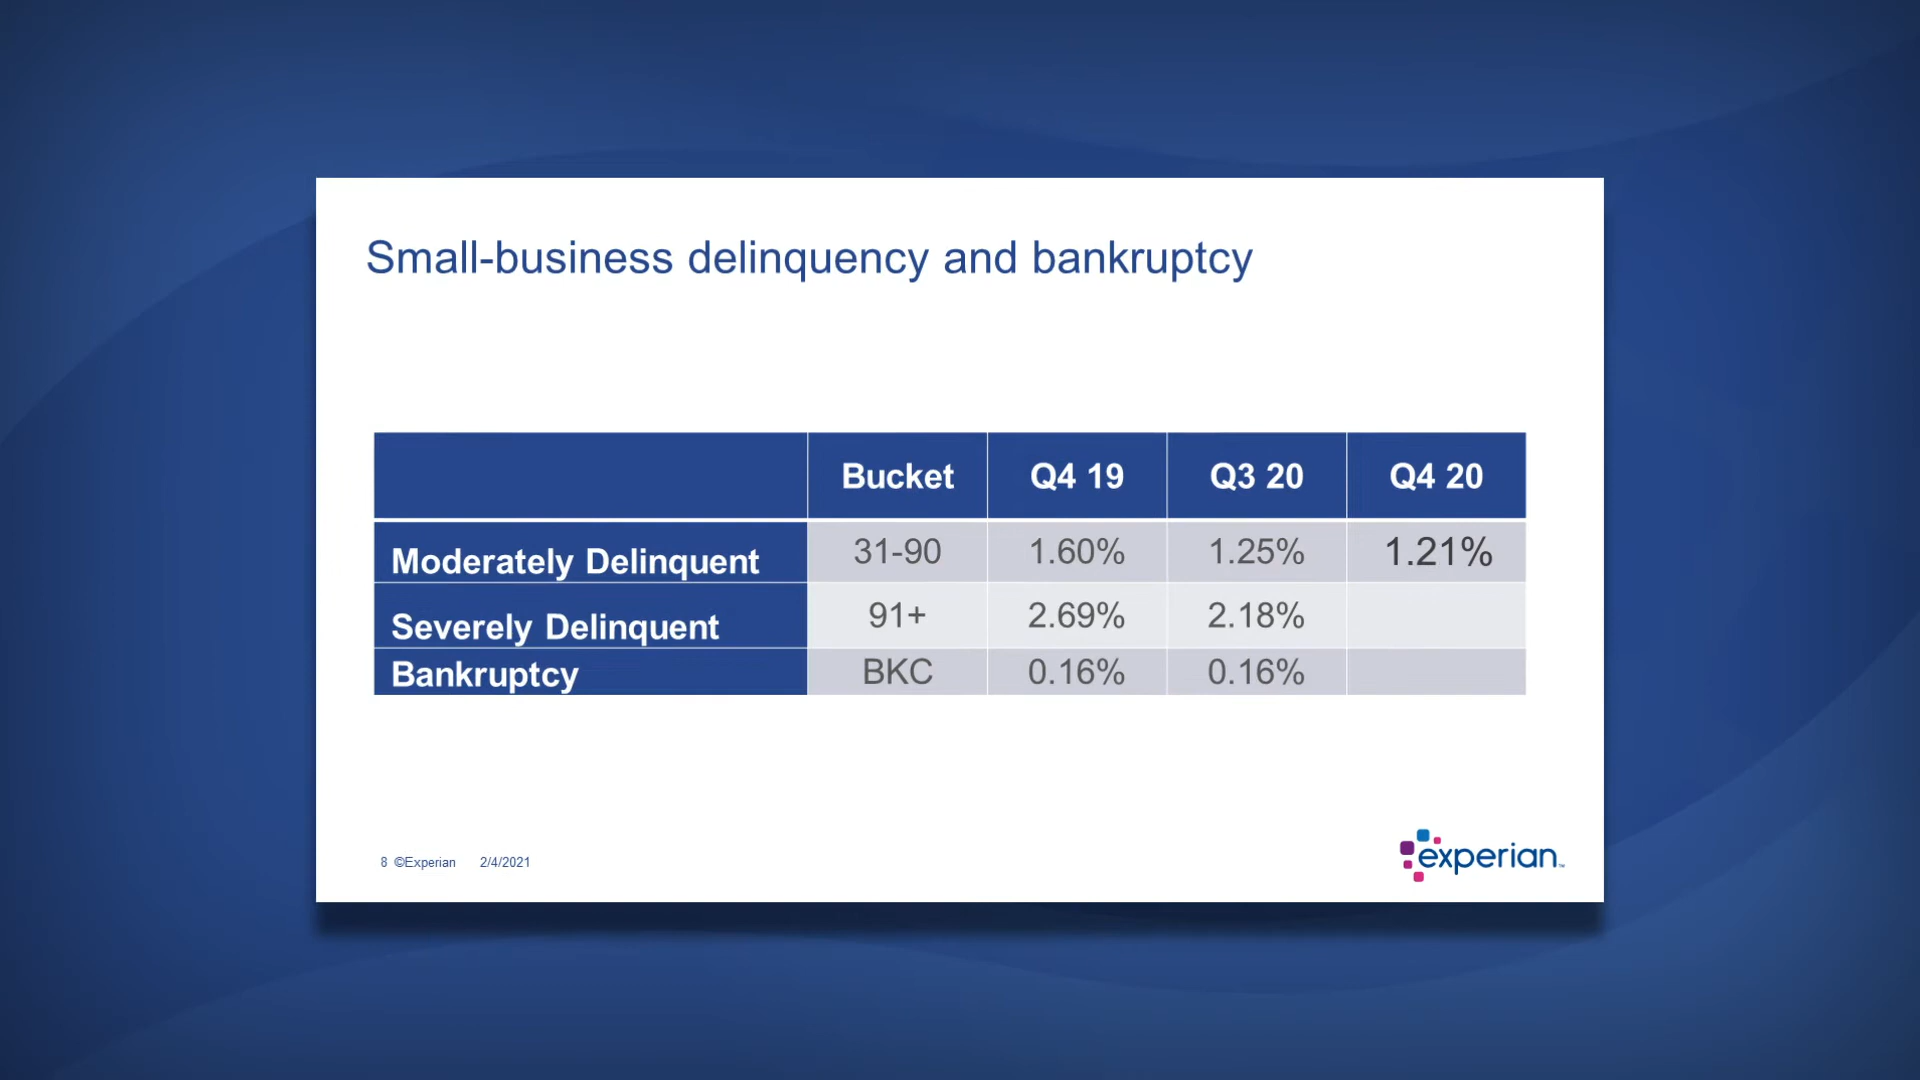 Small-business delinquency and bankruptcy
Bucket Q4 19 Q3 20 Q4 20
Moderately Delinquent 31-90 1.60% 1.25% 1.21%
Severely Delinquent 91+ 2.69% 2.18%
Bankruptcy BKC 0.16% 0.16%
8 ©Experian 2/4/2021
experian™